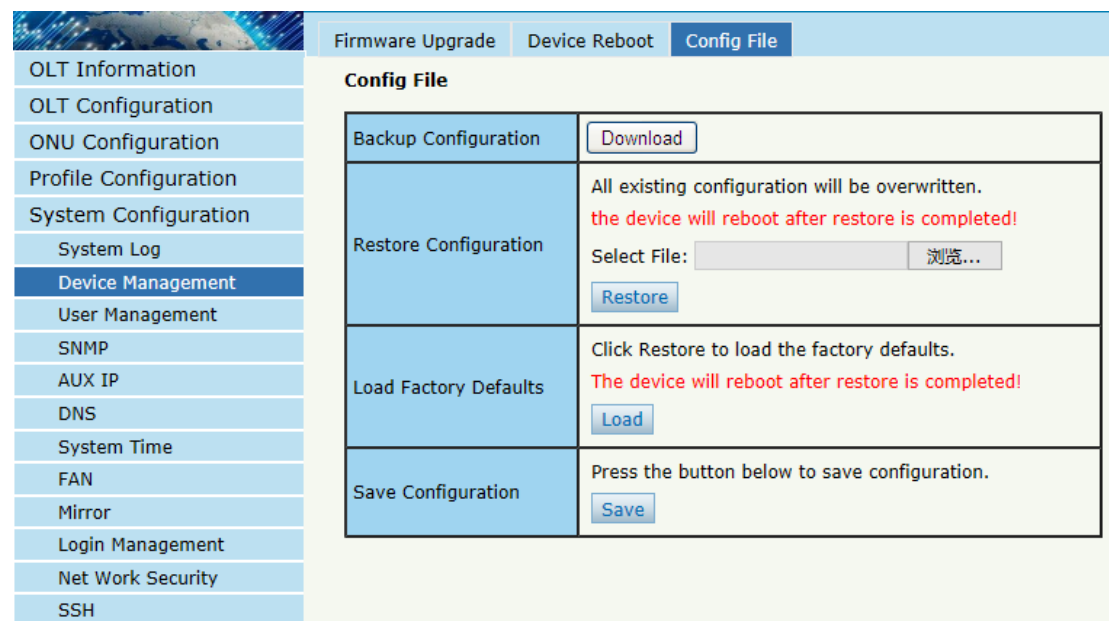 Firmware Upgrade Device Reboot Config File
OLT Information
OLT Configuration
ONU Configuration
Profile Configuration
System Configuration
System Log
Device Management
User Management
SNMP
AUX IP
DNS
System Time
FAN
Mirror
Login Management
Net Work Security
SSH
Config File
Backup Configuration
Download
Restore Configuration
All existing configuration will be overwritten.
the device will reboot after restore is completed!
Select File: 浏览...
Restore
Load Factory Defaults
Click Restore to load the factory defaults.
The device will reboot after restore is completed!
Load
Save Configuration
Press the button below to save configuration.
Save